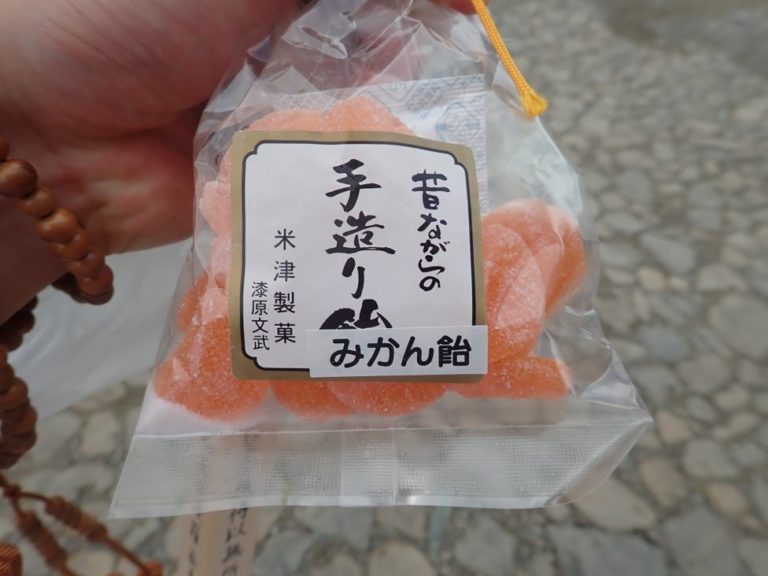 昔ながらの
手造り飴
米津製菓
漆原文武
みかん飴